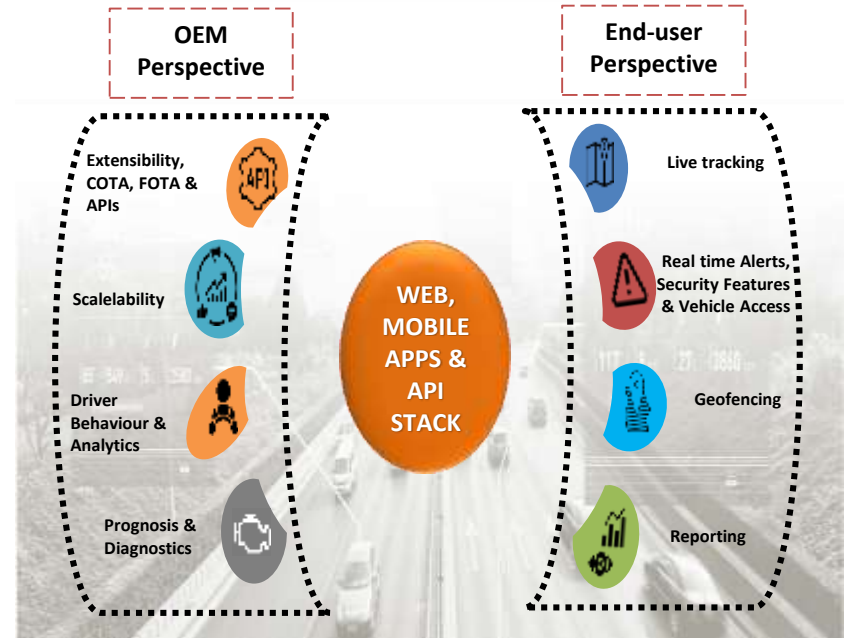 OEM
Perspective
End-user
Perspective
Extensibility,
COTA, FOTA &
APIs
API
Scalelability
Driver
Behaviour &
Analytics
Prognosis &
Diagnostics
WEB,
MOBILE
APPS &
API
STACK
Live tracking
Real time Alerts,
Security Features
& Vehicle Access
Geofencing
Reporting